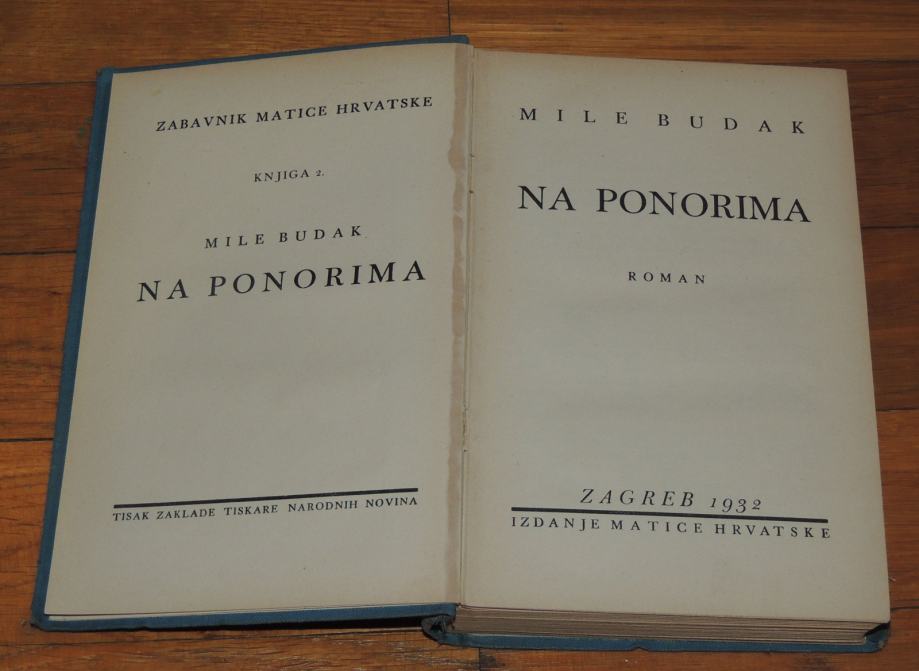 ZABAVNIK MATICE HRVATSKE
KNJIGA 2.
MILE BUDAK
NA PONORIMA
TISAK ZAKLADE TISKARE NARODNIH NOVINA
MILE BUDAK
NA PONORIMA
ROMAN
ZAGREB 1932
IZDANJE MATICE HRVATSKE